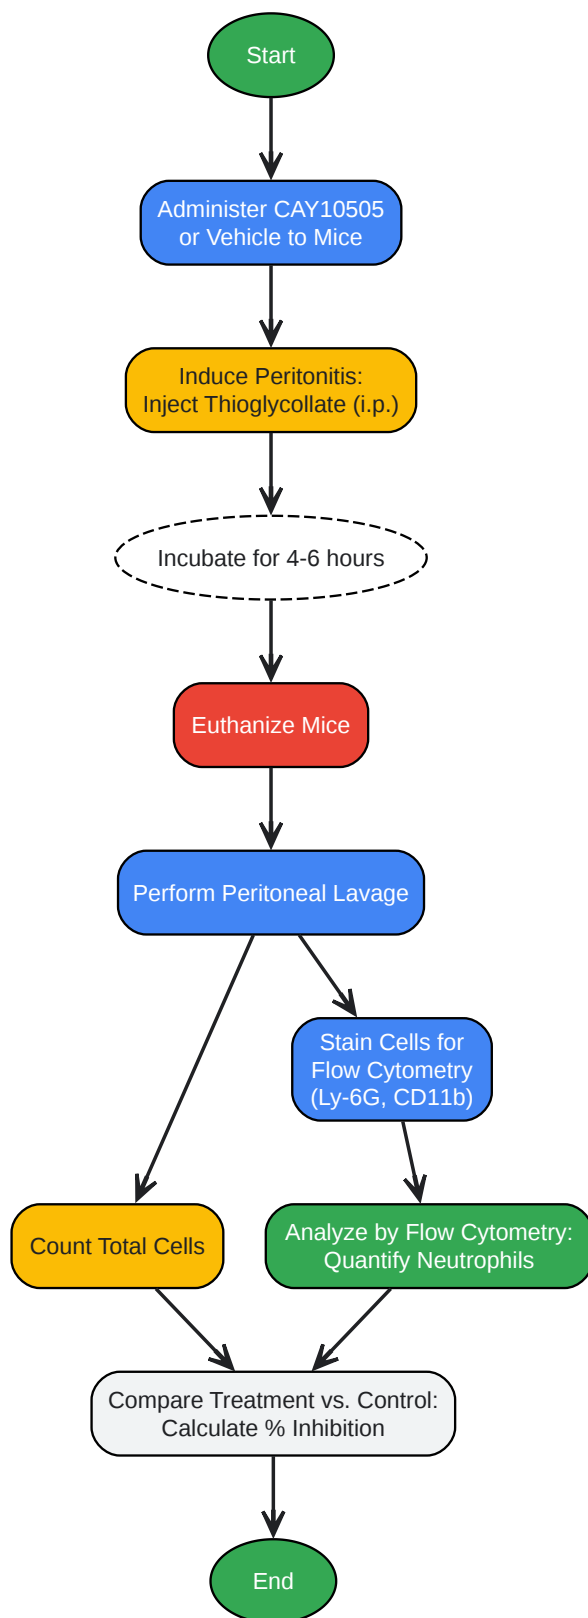 Start
Administer CAY10505
or Vehicle to Mice
Induce Peritonitis:
Inject Thioglycollate (i.p.)
Incubate for 4-6 hours
Euthanize Mice
Perform Peritoneal Lavage
Stain Cells for
Flow Cytometry
(Ly-6G, CD11b)
Count Total Cells
Analyze by Flow Cytometry:
Quantify Neutrophils
Compare Treatment vs. Control:
Calculate % Inhibition
End